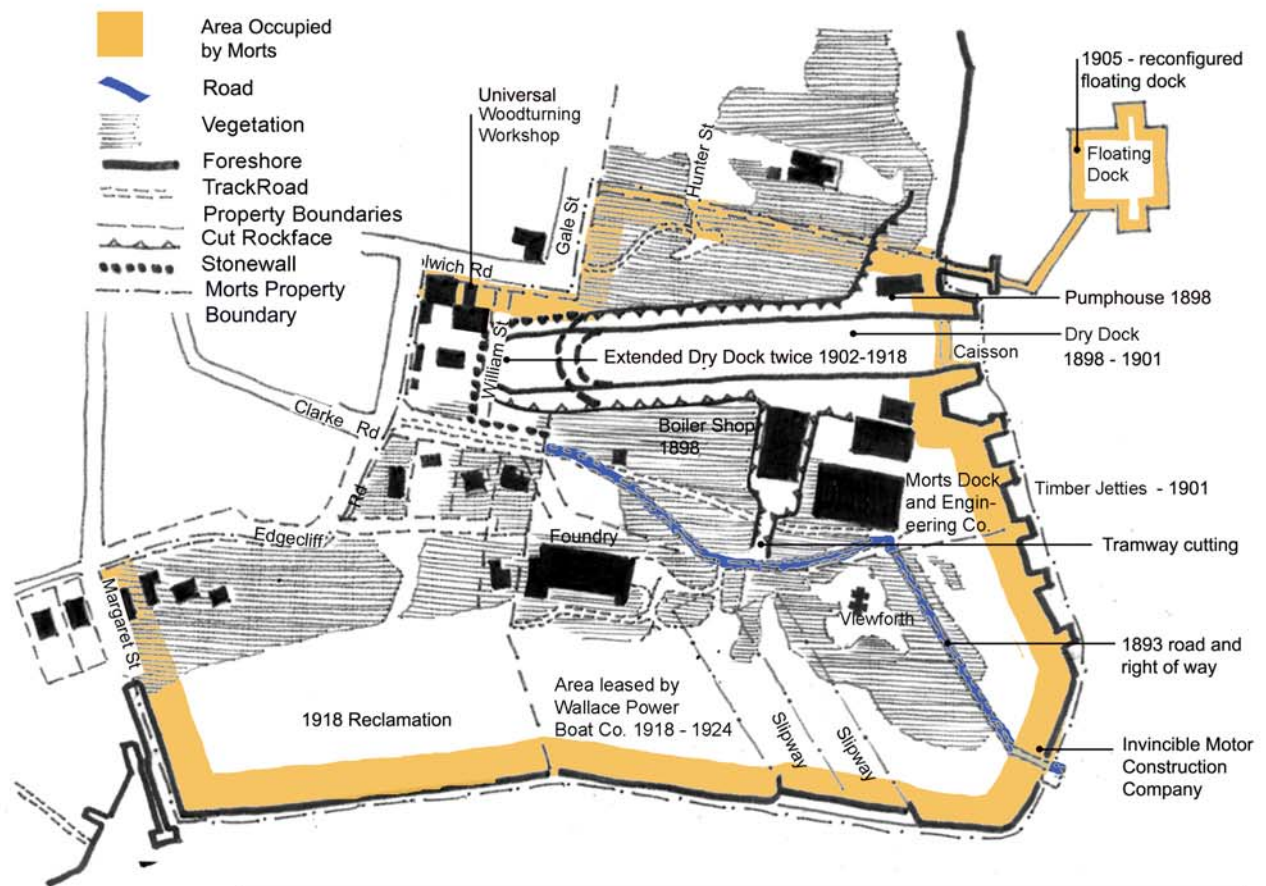 Area Occupied
by Morts
Road
Vegetation
Foreshore
TrackRoad
Property Boundaries
Cut Rockface
Stonewall
Morts Property
Boundary
Universal
Woodturning
Workshop
Hunter St
Gale St
1905 - reconfigured
floating dock
Floating
Dock
lwich Rd
William St
Pumphouse 1898
Extended Dry Dock twice 1902-1918
Caisson
Dry Dock
1898 - 1901
Clarke Rd
Rd
Boiler Shop
1898
Morts Dock
and Engin-
eering Co.
Timber Jetties - 1901
Edgecliff
Foundry
Tramway cutting
Margaret St
Viewforth
1893 road and
right of way
1918 Reclamation
Area leased by
Wallace Power
Boat Co. 1918 - 1924
Slipway
Slipway
Invincible Motor
Construction
Company